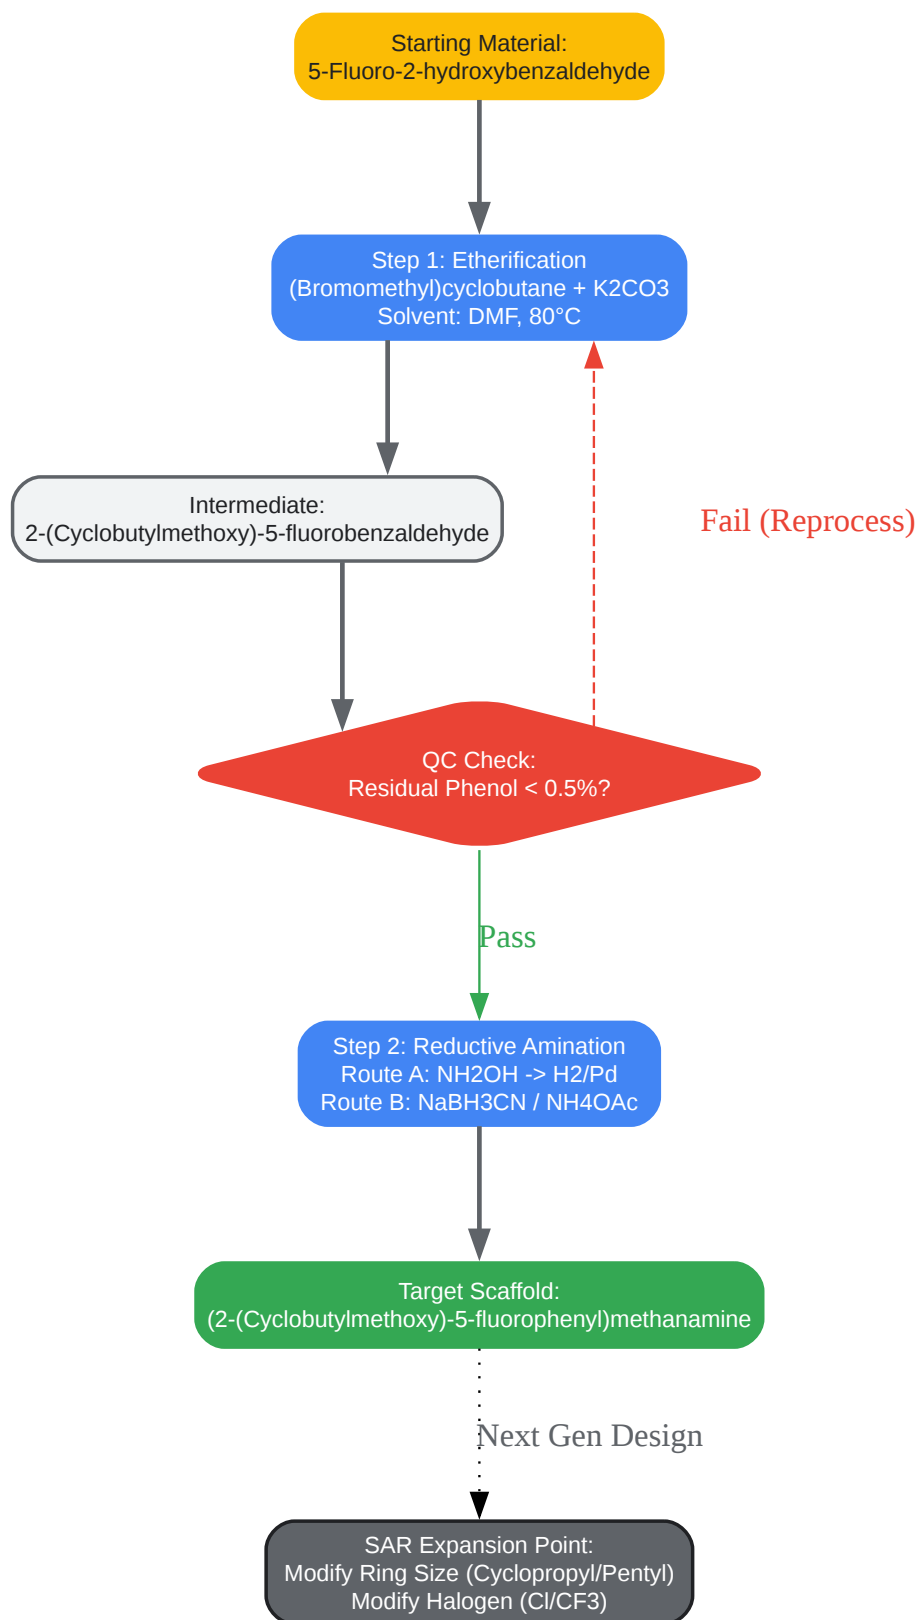 Starting Material:
5-Fluoro-2-hydroxybenzaldehyde
Step 1: Etherification
(Bromomethyl)cyclobutane + K2CO3
Solvent: DMF, 80°C
Intermediate:
2-(Cyclobutylmethoxy)-5-fluorobenzaldehyde
Fail (Reprocess)
QC Check:
Residual Phenol < 0.5%?
Pass
Step 2: Reductive Amination
Route A: NH2OH -> H2/Pd
Route B: NaBH3CN / NH4OAc
Target Scaffold:
(2-(Cyclobutylmethoxy)-5-fluorophenyl)methanamine
Next Gen Design
SAR Expansion Point:
Modify Ring Size (Cyclopropyl/Pentyl)
Modify Halogen (Cl/CF3)